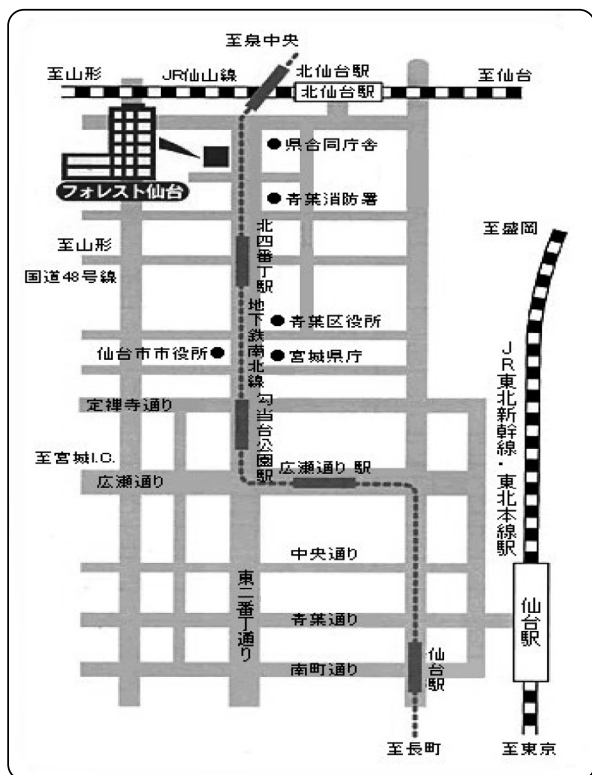 至泉中央
至山形
JR仙山線
北仙台駅
至仙台
北仙台駅
県合同庁舎
フォレスト仙台
青葉消防署
至山形
北四番丁駅
国道48号線
至盛岡
地下鉄南北線
青葉区役所
仙台市市役所
宮城県庁
JR東北新幹線・東北本線駅
定禅寺通り
勾当台公園駅
至宮城I.C.
広瀬通り 駅
広瀬通り
中央通り
東二番丁通り
青葉通り
仙台駅
南町通り
仙台駅
至長町
至東京